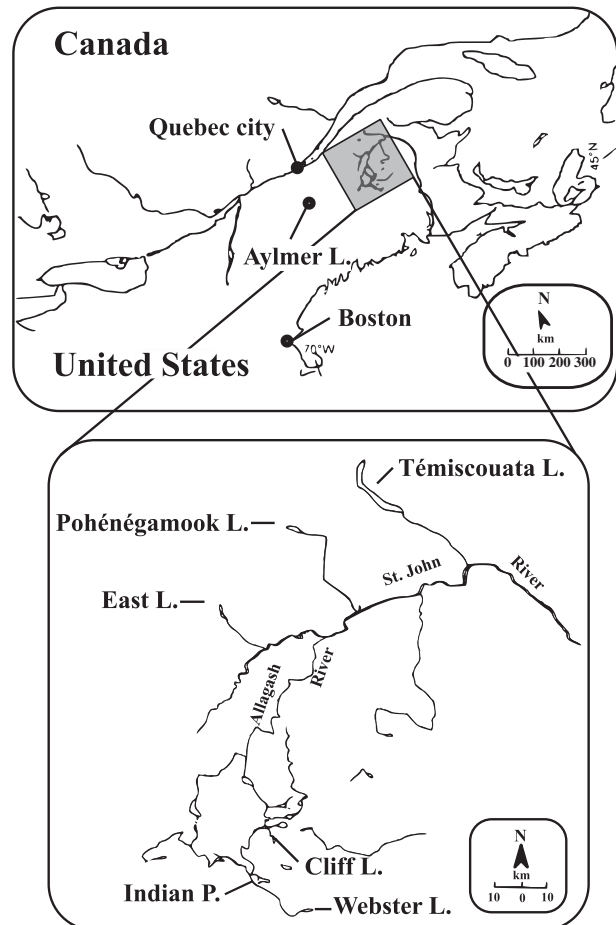 Canada
Quebec city
45°N
Aylmer L.
Boston
70°W
United States
N
km
0 100 200 300
Témiscouata L.
Pohénégamook L.
St. John
River
East L.
Allagash
River
Cliff L.
Indian P.
Webster L.
N
km
10 0 10